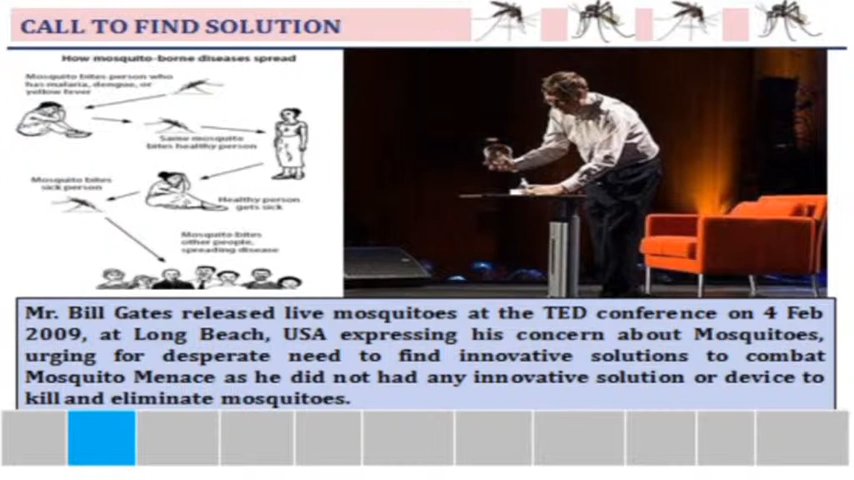 CALL TO FIND SOLUTION
How mosquito-borne diseases spread
Mosquito bites person who
has malaria, dengue, or
yellow fever
Same mosquito
bites healthy person
Mosquito bites
sick person
Healthy person
gets sick
Mosquito bites
other people,
spreading disease
Mr. Bill Gates released live mosquitoes at the TED conference on 4 Feb
2009, at Long Beach, USA expressing his concern about Mosquitoes,
urging for desperate need to find innovative solutions to combat
Mosquito Menace as he did not had any innovative solution or device to
kill and eliminate mosquitoes.